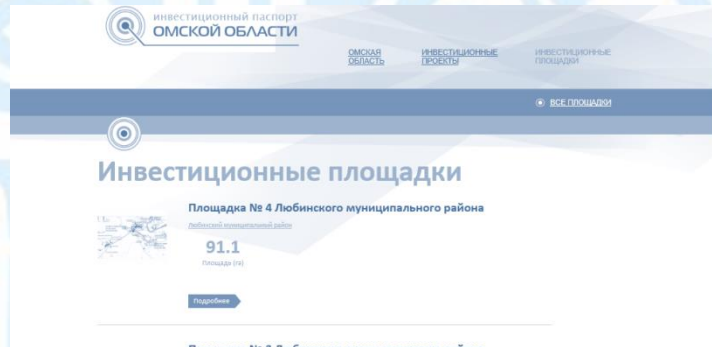 инвестиционный паспорт
ОМСКОЙ ОБЛАСТИ
ОМСКАЯ ОБЛАСТЬ
ИНВЕСТИЦИОННЫЕ ПРОЕКТЫ
ИНВЕСТИЦИОННЫЕ ПЛОЩАДКИ
ВСЕ ПЛОЩАДКИ
Инвестиционные площадки
Площадка № 4 Любинского муниципального района
Любинский муниципальный район
91.1
Площадь (га)
Подробнее